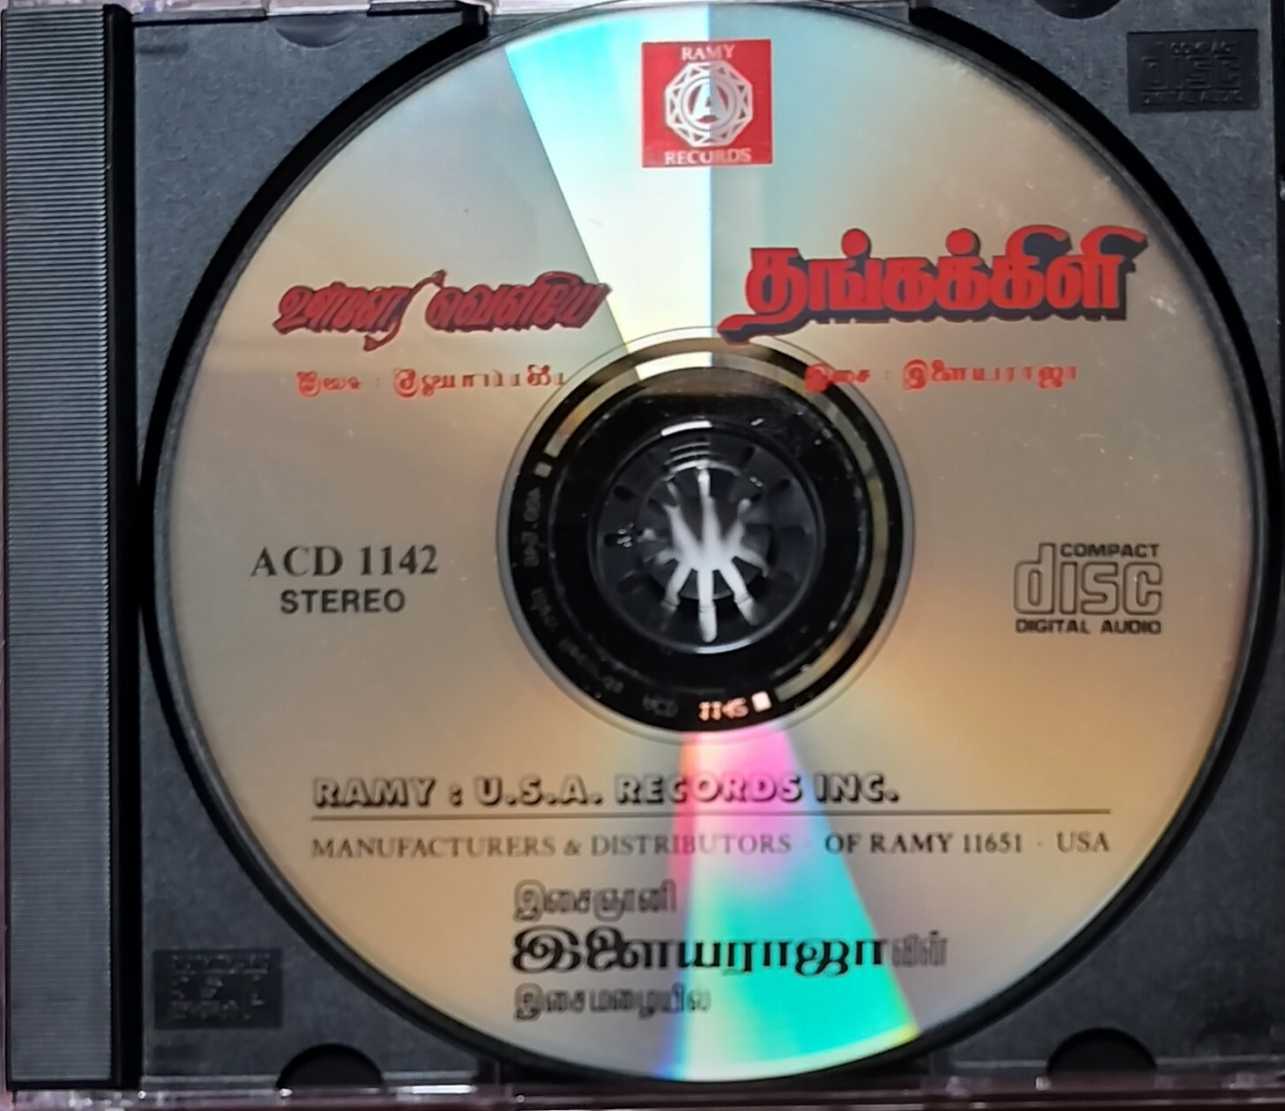 RAMY
RECORDS
தங்கக்கிளி
இசை : இளையராஜா
ACD 1142
STEREO
COMPACT
disc
DIGITAL AUDIO
RAMY : U.S.A. RECORDS INC.
MANUFACTURERS & DISTRIBUTORS · OF RAMY 11651 · USA
இசைஞானி
இளையராஜாவின்
இசைமழையில்